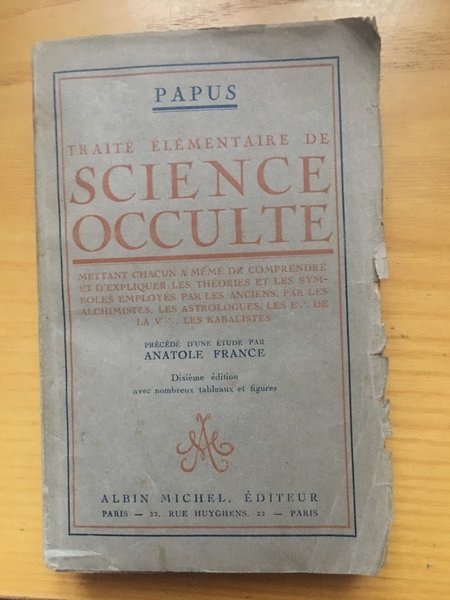 PAPUS
TRAITÉ ÉLÉMENTAIRE DE
SCIENCE
OCCULTE
METTANT CHACUN A MÊME DE COMPRENDRE
ET D'EXPLIQUER LES THÉORIES ET LES SYM-
BOLES EMPLOYÉS PAR LES ANCIENS, PAR LES
ALCHIMISTES, LES ASTROLOGUES, LES E∴ DE
LA V∴, LES KABALISTES
PRÉCÉDÉ D'UNE ÉTUDE PAR
ANATOLE FRANCE
Dixième édition
avec nombreux tableaux et figures
AM
ALBIN MICHEL, ÉDITEUR
PARIS — 22, RUE HUYGHENS, 22 — PARIS